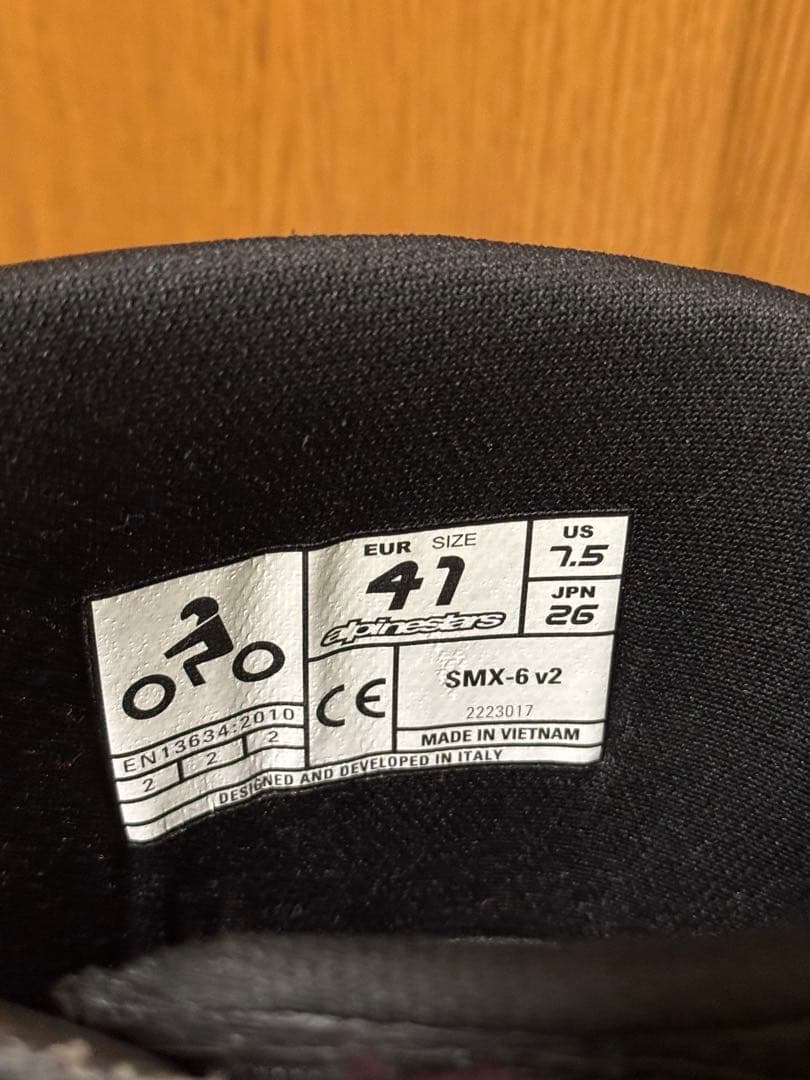 EUR SIZE
41
alpinestars
US
7.5
JPN
26
EN13634:2010
2 2 2
CE
SMX-6 v2
2223017
MADE IN VIETNAM
DESIGNED AND DEVELOPED IN ITALY